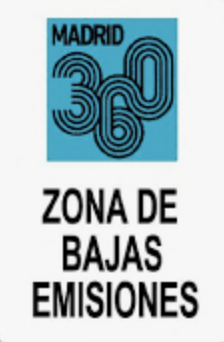 MADRID
360
ZONA DE
BAJAS
EMISIONES